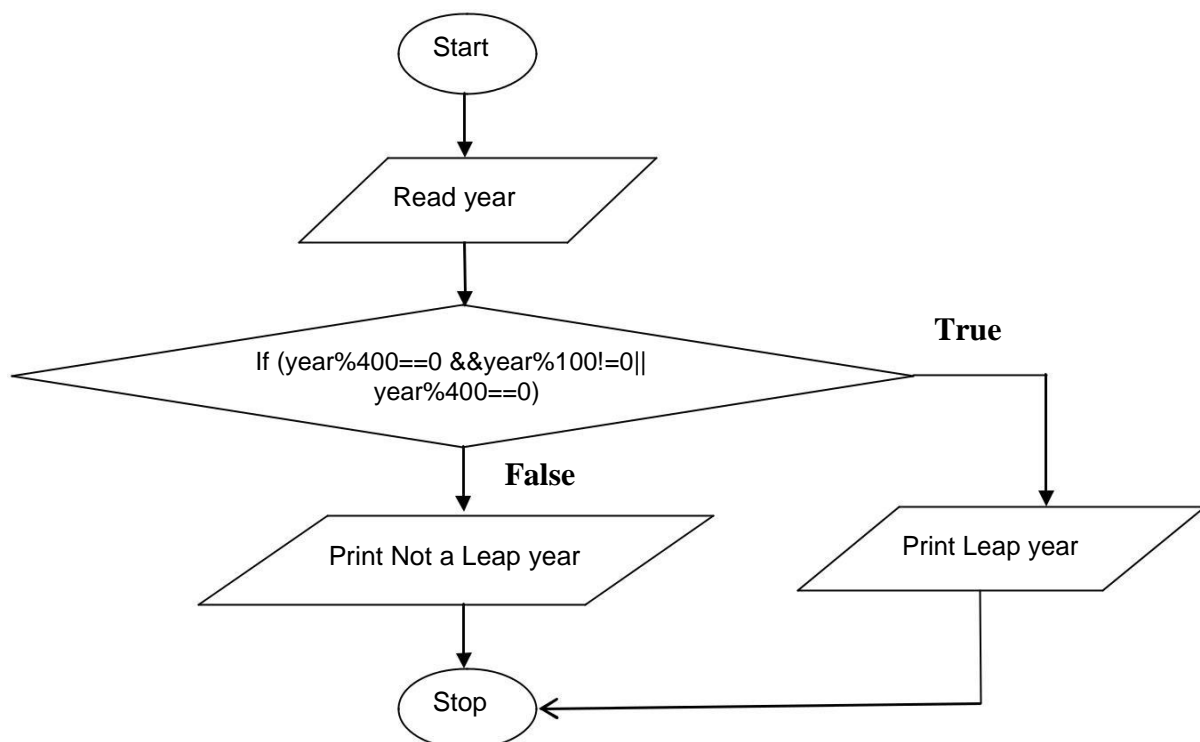 Start
Read year
True
If (year%400==0 &&year%100!=0||
year%400==0)
False
Print Not a Leap year
Print Leap year
Stop